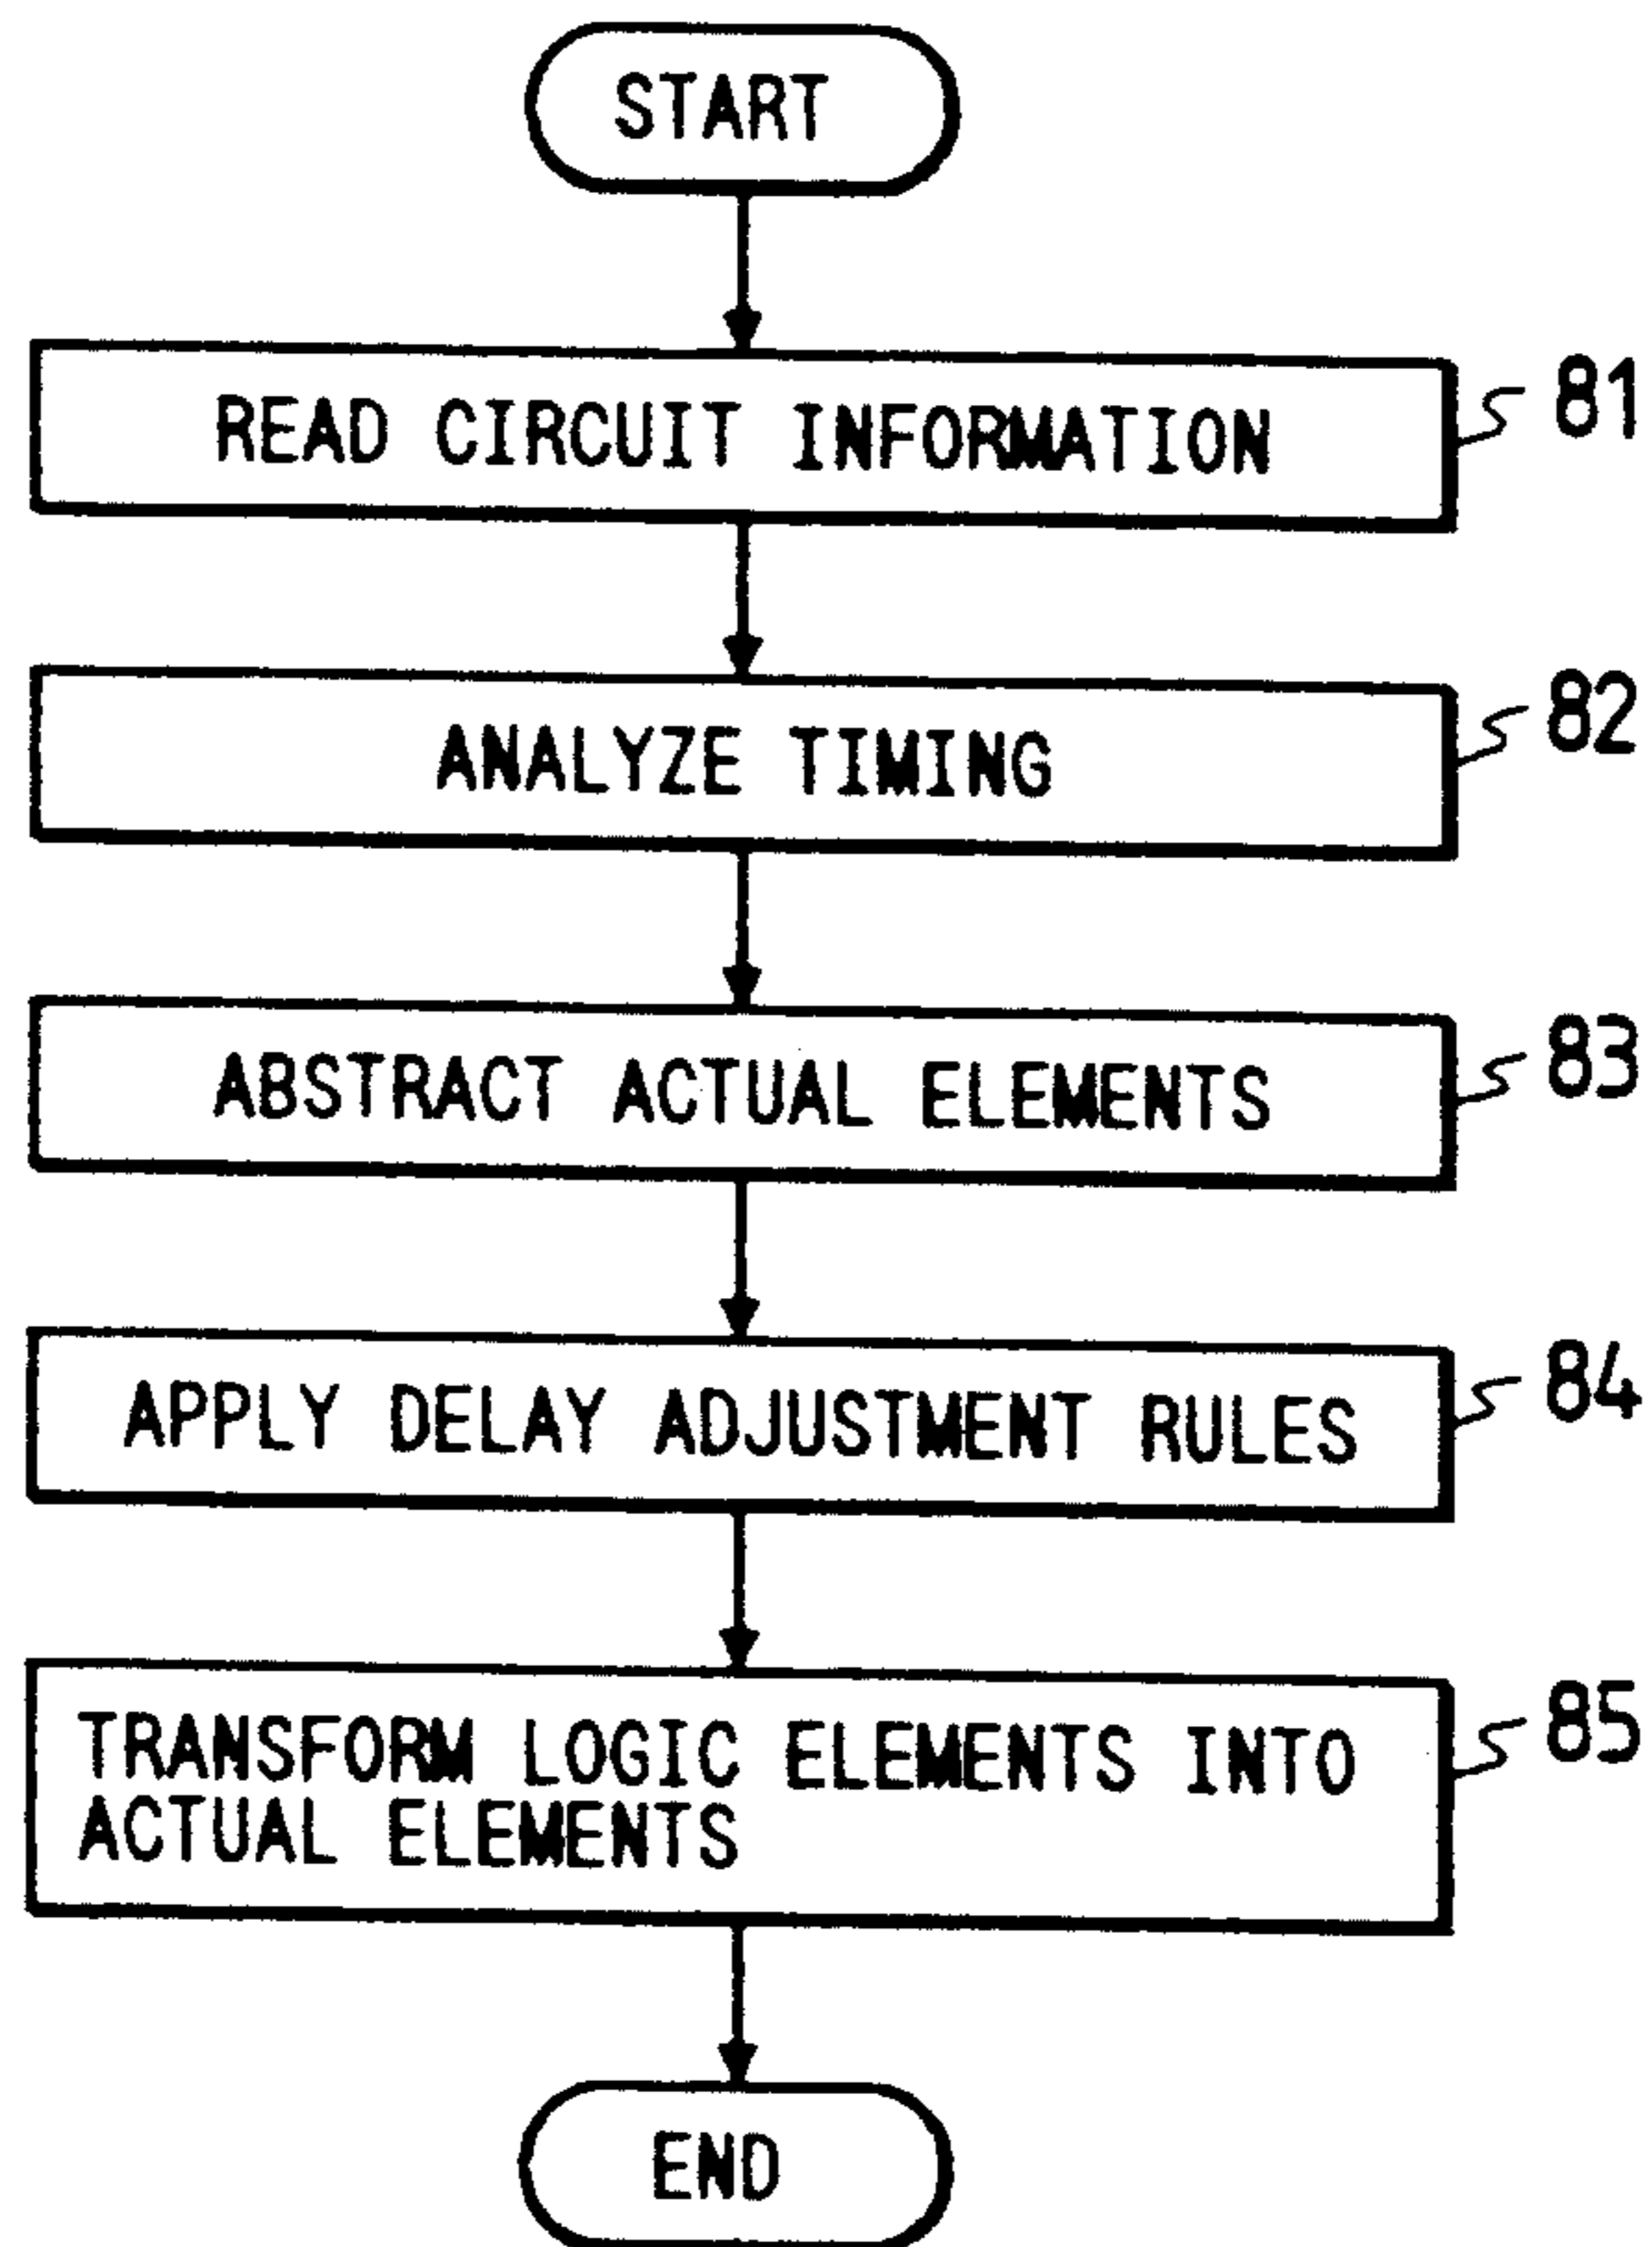 START
READ CIRCUIT INFORMATION
81
ANALYZE TIMING
82
ABSTRACT ACTUAL ELEMENTS
83
APPLY DELAY ADJUSTMENT RULES
84
TRANSFORM LOGIC ELEMENTS INTO
ACTUAL ELEMENTS
85
END